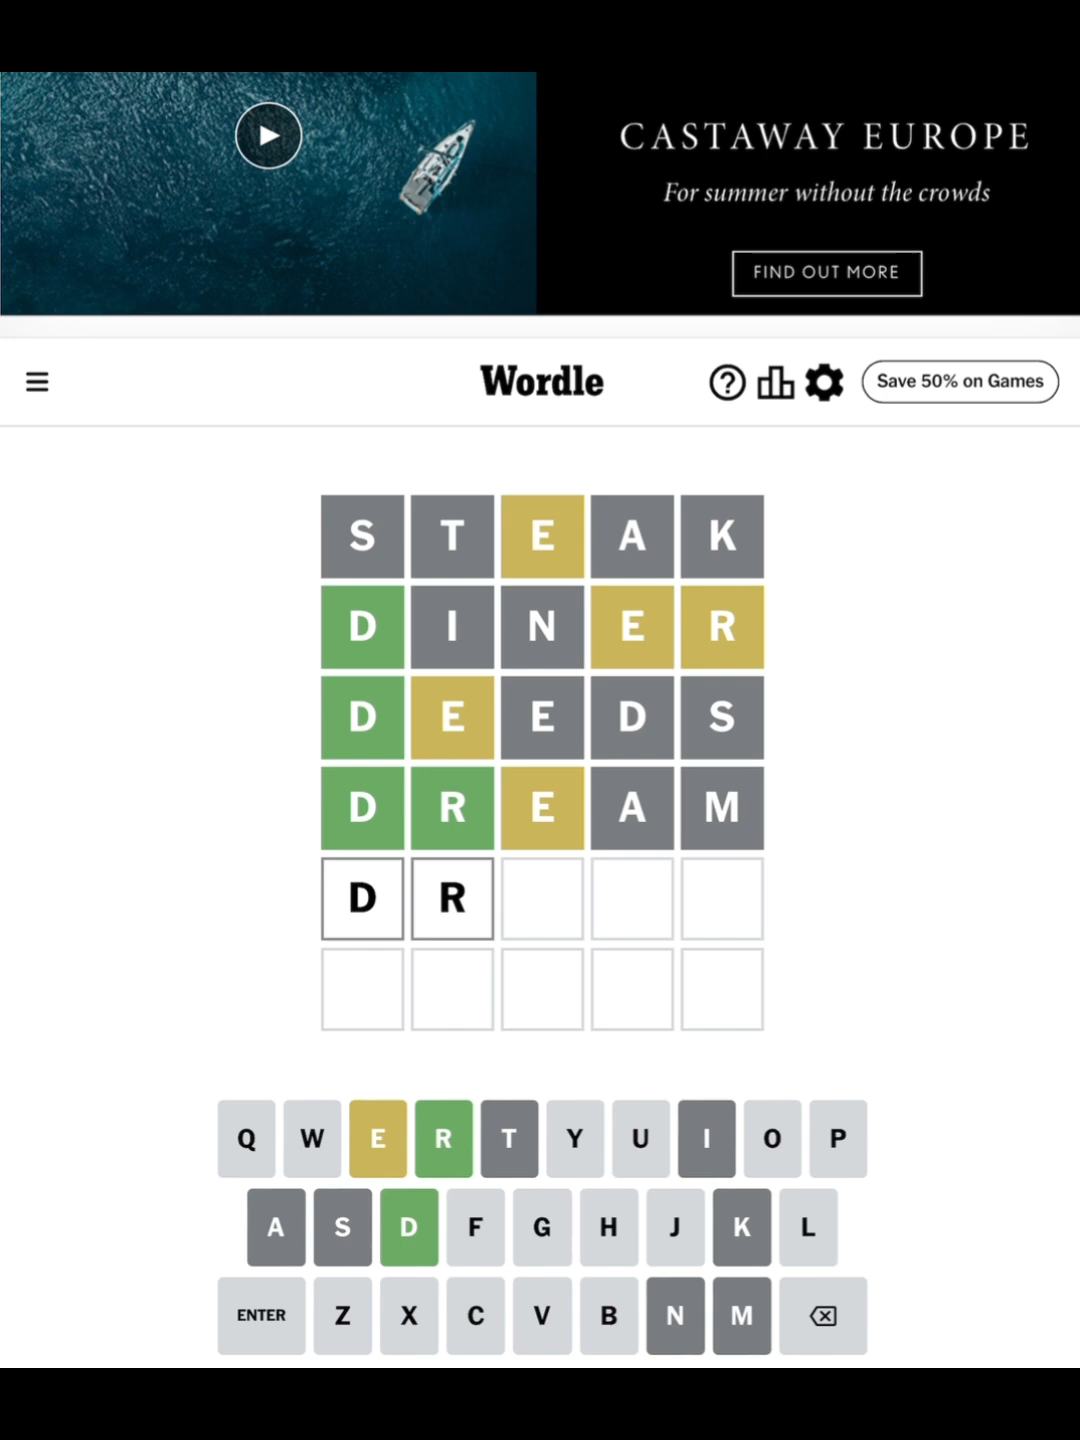 CASTAWAY EUROPE
For summer without the crowds
FIND OUT MORE
Wordle
Save 50% on Games
S T E A K
D I N E R
D E E D S
D R E A M
D R
Q W E R T Y U I O P
A S D F G H J K L
ENTER Z X C V B N M